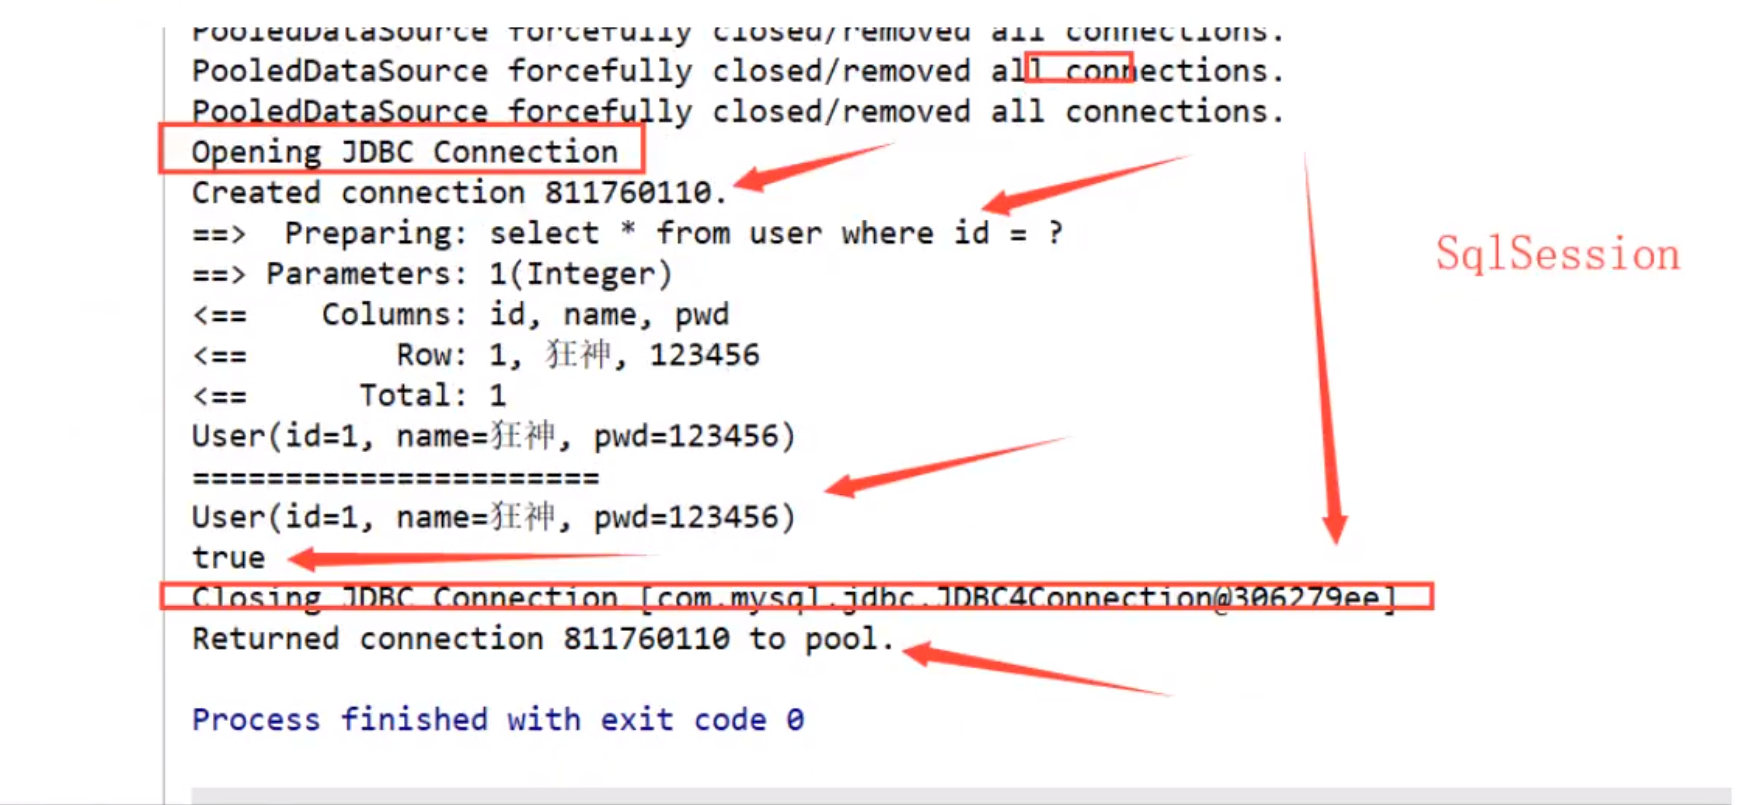 PooledDataSource forcefully closed/removed all connections.
PooledDataSource forcefully closed/removed all connections.
PooledDataSource forcefully closed/removed all connections.
Opening JDBC Connection
Created connection 811760110.
==>  Preparing: select * from user where id = ?
==> Parameters: 1(Integer)
<==    Columns: id, name, pwd
<==        Row: 1, 狂神, 123456
<==      Total: 1
User(id=1, name=狂神, pwd=123456)
======================
User(id=1, name=狂神, pwd=123456)
true
Closing JDBC Connection [com.mysql.jdbc.JDBC4Connection@306279ee]
Returned connection 811760110 to pool.
Process finished with exit code 0
SqlSession